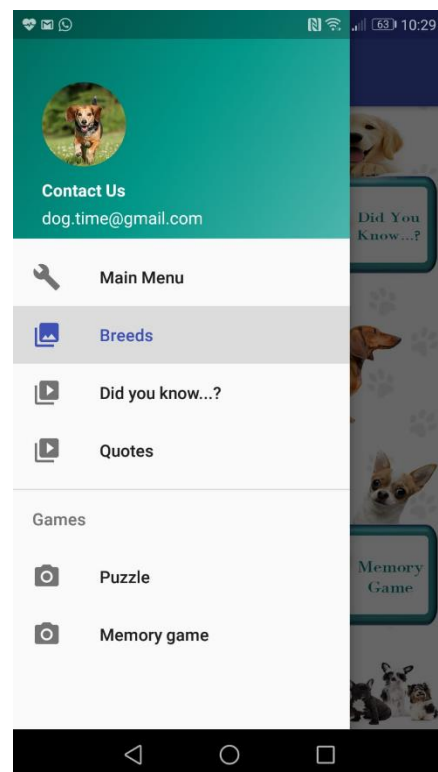 63 10:29
Contact Us
dog.time@gmail.com
Did You
Know...?
Main Menu
Breeds
Did you know...?
Quotes
Games
Puzzle
Memory game
Memory
Game